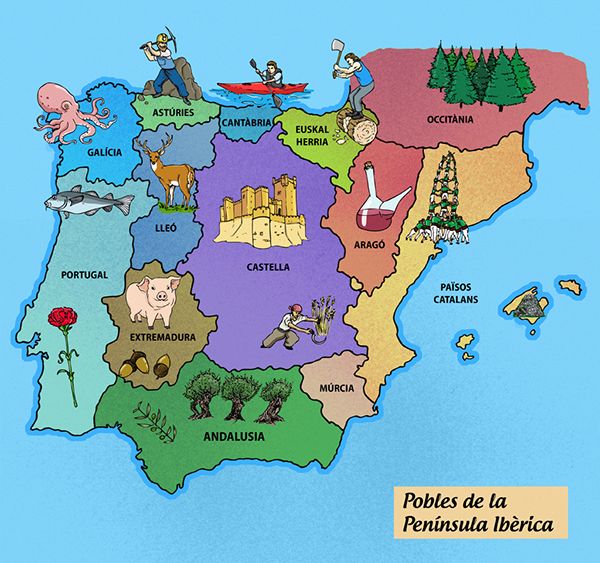 ASTÚRIES
CANTÀBRIA
EUSKAL
HERRIA
OCCITÀNIA
GALÍCIA
LLEÓ
ARAGÓ
CASTELLA
PORTUGAL
PAÏSOS
CATALANS
EXTREMADURA
MÚRCIA
ANDALUSIA
Pobles de la
Península Ibèrica